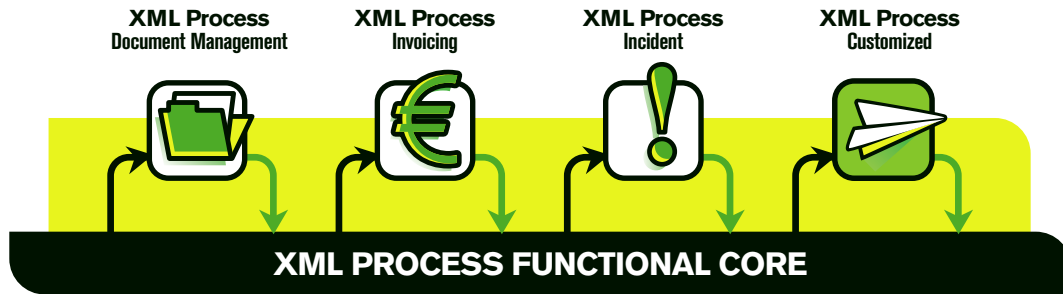 XML Process
Document Management
XML Process
Invoicing
XML Process
Incident
XML Process
Customized
XML PROCESS FUNCTIONAL CORE